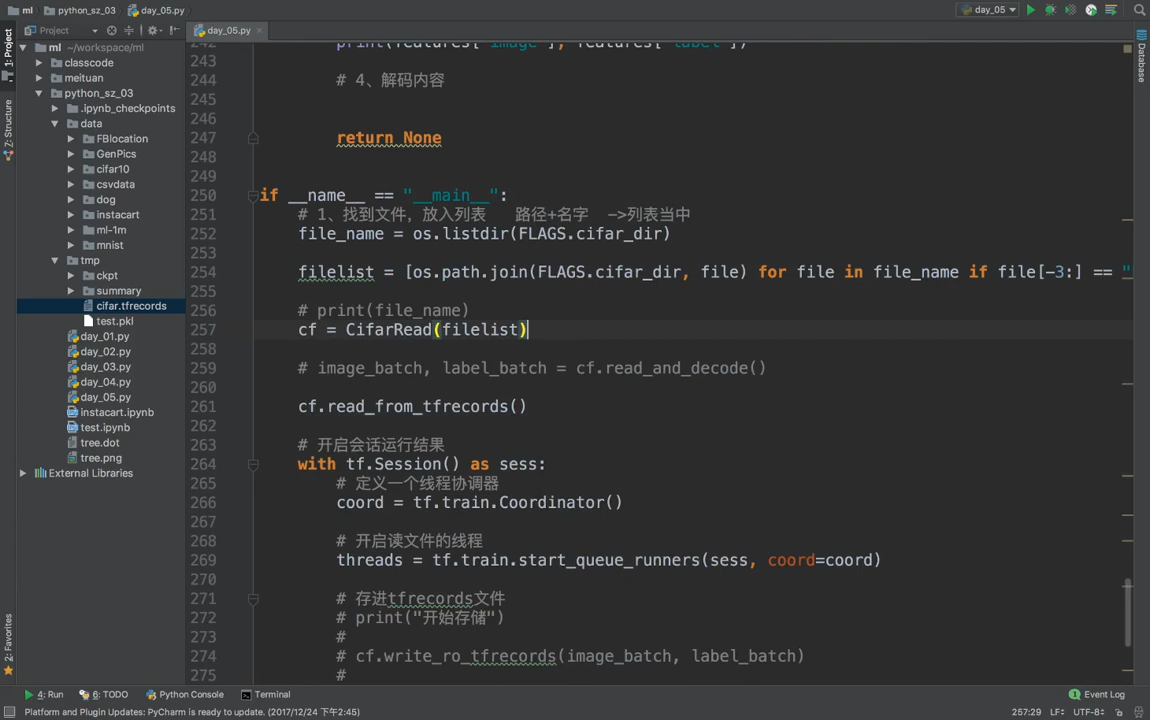 ml  python_sz_03  day_05.py
day_05
Project
day_05.py
ml ~/workspace/ml
classcode
meituan
python_sz_03
.ipynb_checkpoints
data
FBlocation
GenPics
cifar10
csvdata
dog
instacart
ml-1m
mnist
tmp
ckpt
summary
cifar.tfrecords
test.pkl
day_01.py
day_02.py
day_03.py
day_04.py
day_05.py
instacart.ipynb
test.ipynb
tree.dot
tree.png
External Libraries
1: Project
7: Structure
2: Favorites
Database
242 print(features["image"], features["label"])
243
244 # 4、解码内容
245
246
247 return None
248
249
250 if __name__ == "__main__":
251 # 1、找到文件，放入列表   路径+名字  ->列表当中
252 file_name = os.listdir(FLAGS.cifar_dir)
253
254 filelist = [os.path.join(FLAGS.cifar_dir, file) for file in file_name if file[-3:] == "
255
256 # print(file_name)
257 cf = CifarRead(filelist)
258
259 # image_batch, label_batch = cf.read_and_decode()
260
261 cf.read_from_tfrecords()
262
263 # 开启会话运行结果
264 with tf.Session() as sess:
265 # 定义一个线程协调器
266 coord = tf.train.Coordinator()
267
268 # 开启读文件的线程
269 threads = tf.train.start_queue_runners(sess, coord=coord)
270
271 # 存进tfrecords文件
272 # print("开始存储")
273 #
274 # cf.write_ro_tfrecords(image_batch, label_batch)
275 #
4: Run  6: TODO  Python Console  Terminal  1 Event Log
Platform and Plugin Updates: PyCharm is ready to update. (2017/12/24 下午2:45)  257:29  LF  UTF-8